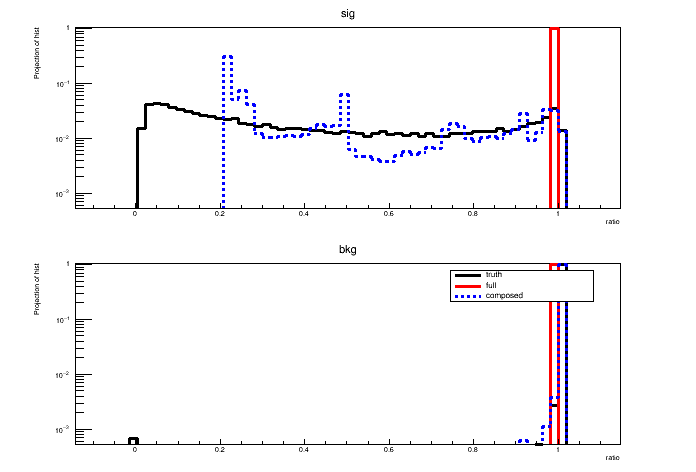 sig
Projection of hist
1
10⁻¹
10⁻²
10⁻³
0 0.2 0.4 0.6 0.8 1
ratio
bkg
Projection of hist
truth
full
composed
1
10⁻¹
10⁻²
10⁻³
0 0.2 0.4 0.6 0.8 1
ratio